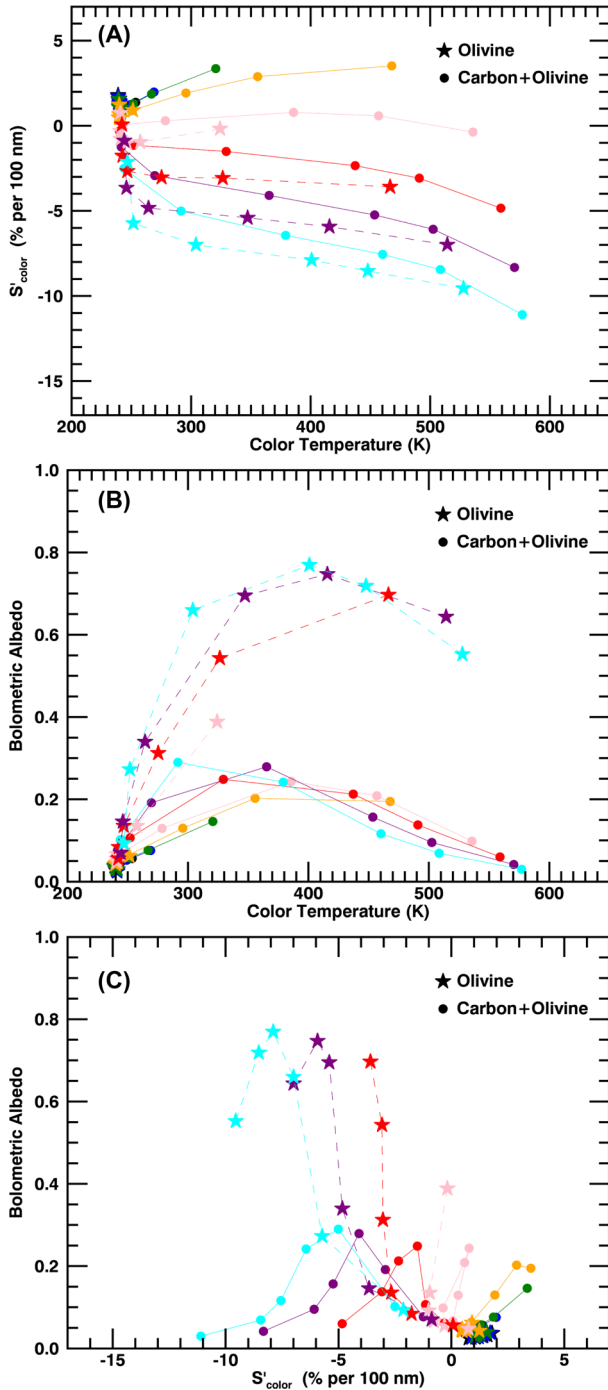 (A)
Olivine
Carbon+Olivine
5
0
-5
-10
-15
S'color (% per 100 nm)
200 300 400 500 600
Color Temperature (K)
(B)
Olivine
Carbon+Olivine
1.0
0.8
0.6
0.4
0.2
0.0
Bolometric Albedo
200 300 400 500 600
Color Temperature (K)
(C)
Olivine
Carbon+Olivine
1.0
0.8
0.6
0.4
0.2
0.0
Bolometric Albedo
-15 -10 -5 0 5
S'color (% per 100 nm)